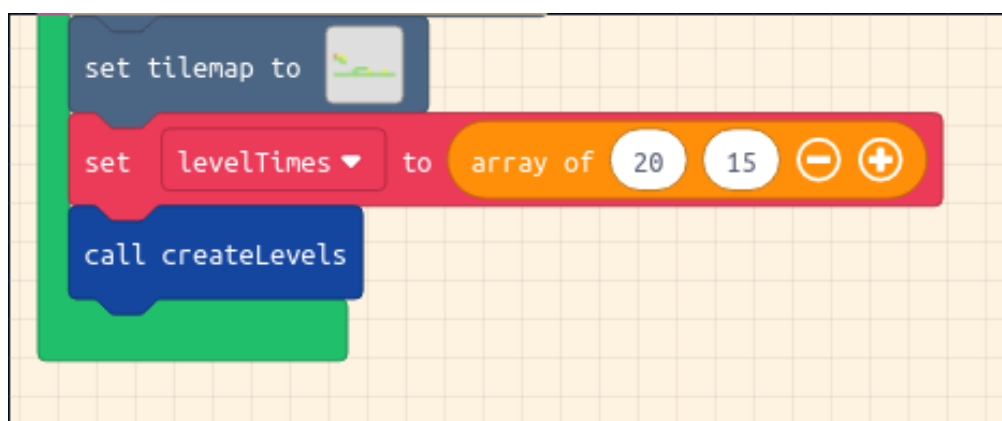 set tilemap to
set levelTimes to array of 20 15
call createLevels